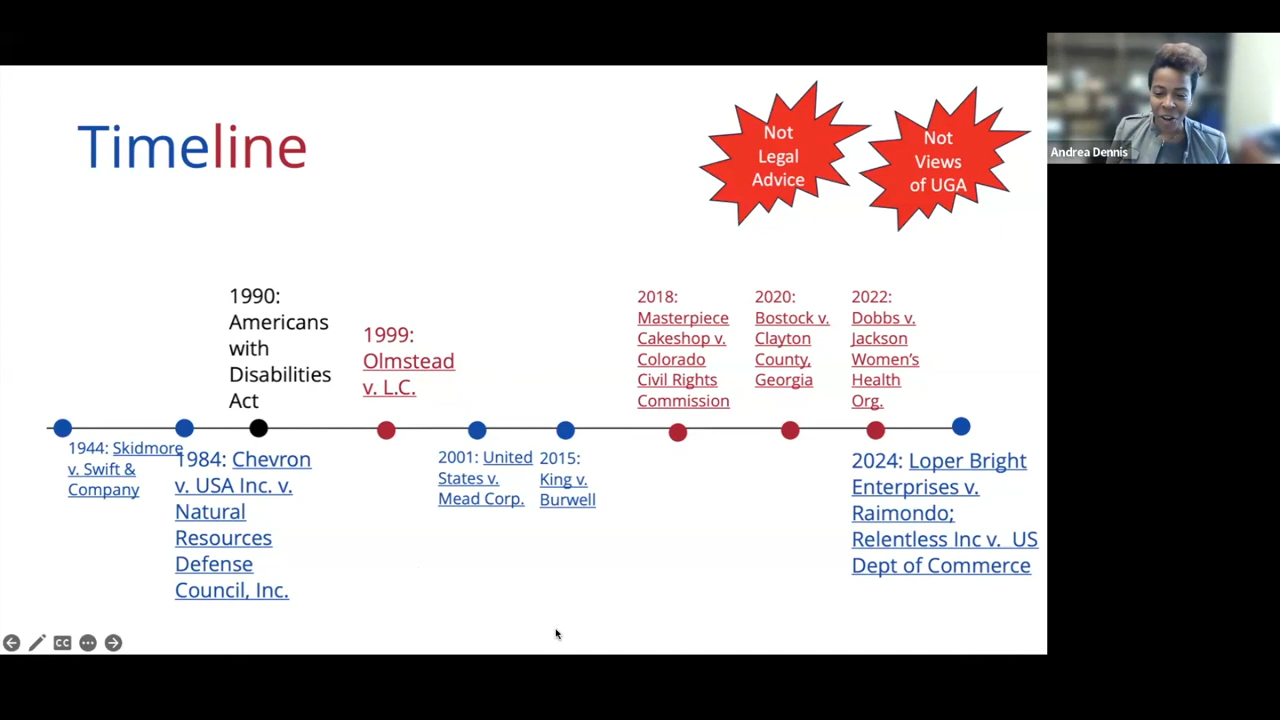 Timeline
Not
Legal
Advice
Not
Views
of UGA
Andrea Dennis
1990:
Americans
with
Disabilities
Act
1999:
Olmstead
v. L.C.
2018:
Masterpiece
Cakeshop v.
Colorado
Civil Rights
Commission
2020:
Bostock v.
Clayton
County,
Georgia
2022:
Dobbs v.
Jackson
Women's
Health
Org.
1944: Skidmore
v. Swift &
Company
1984: Chevron
v. USA Inc. v.
Natural
Resources
Defense
Council, Inc.
2001: United
States v.
Mead Corp.
2015:
King v.
Burwell
2024: Loper Bright
Enterprises v.
Raimondo;
Relentless Inc v. US
Dept of Commerce
CC